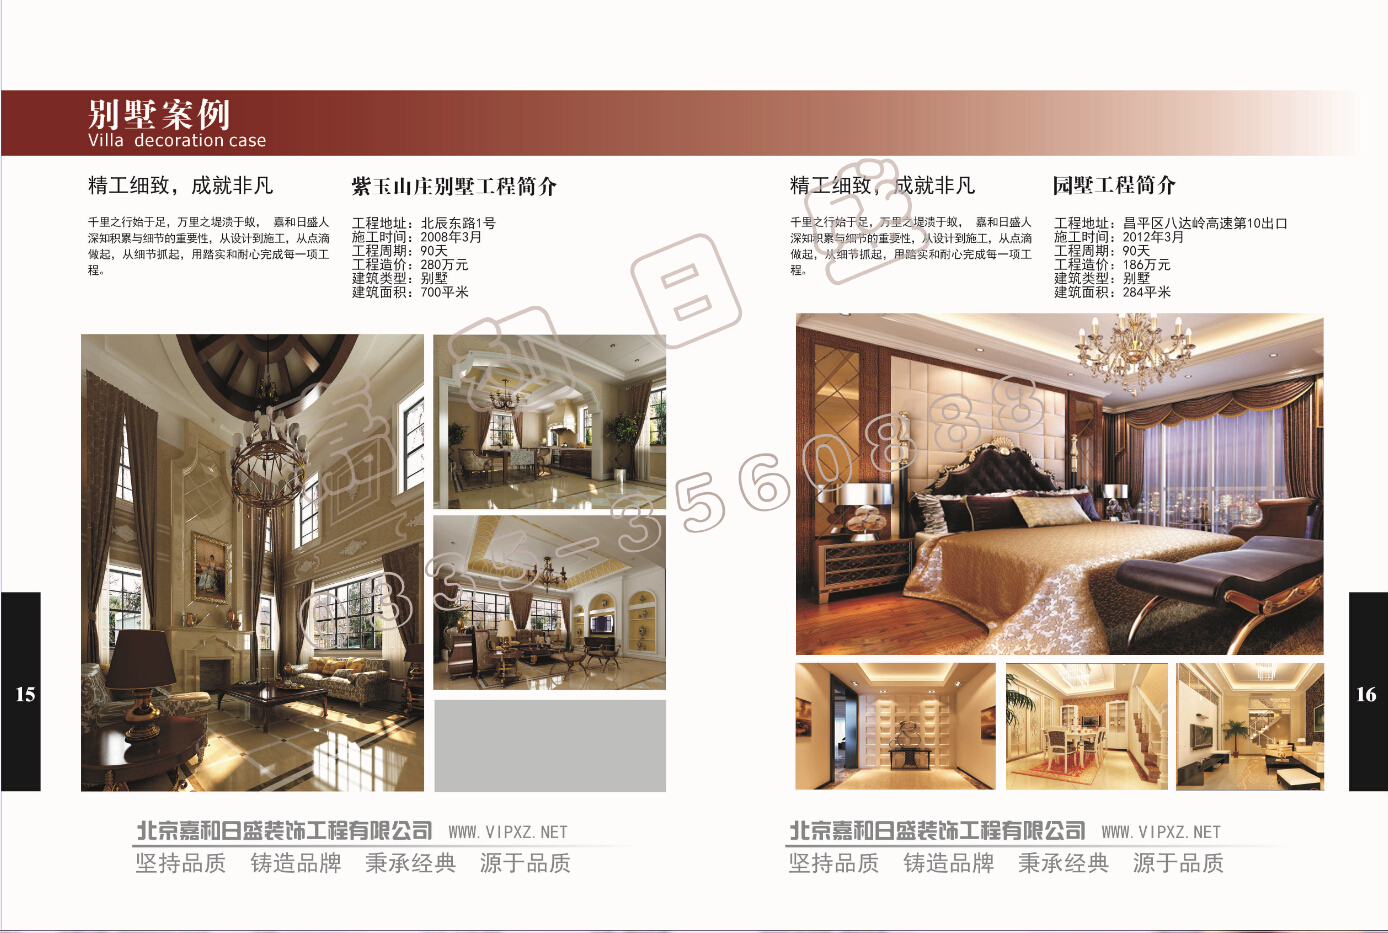 别墅案例
Villa decoration case
精工细致，成就非凡
千里之行始于足，万里之堤溃于蚁， 嘉和日盛人
深知积累与细节的重要性，从设计到施工，从点滴
做起，从细节抓起，用踏实和耐心完成每一项工
程。
紫玉山庄别墅工程简介
工程地址：北辰东路1号
施工时间：2008年3月
工程周期：90天
工程造价：280万元
建筑类型：别墅
建筑面积：700平米
精工细致，成就非凡
千里之行始于足，万里之堤溃于蚁， 嘉和日盛人
深知积累与细节的重要性，从设计到施工，从点滴
做起，从细节抓起，用踏实和耐心完成每一项工
程。
园墅工程简介
工程地址：昌平区八达岭高速第10出口
施工时间：2012年3月
工程周期：90天
工程造价：186万元
建筑类型：别墅
建筑面积：284平米
嘉和日盛
0335-3560888
15
16
北京嘉和日盛装饰工程有限公司 WWW.VIPXZ.NET
坚持品质 铸造品牌 秉承经典 源于品质
北京嘉和日盛装饰工程有限公司 WWW.VIPXZ.NET
坚持品质 铸造品牌 秉承经典 源于品质